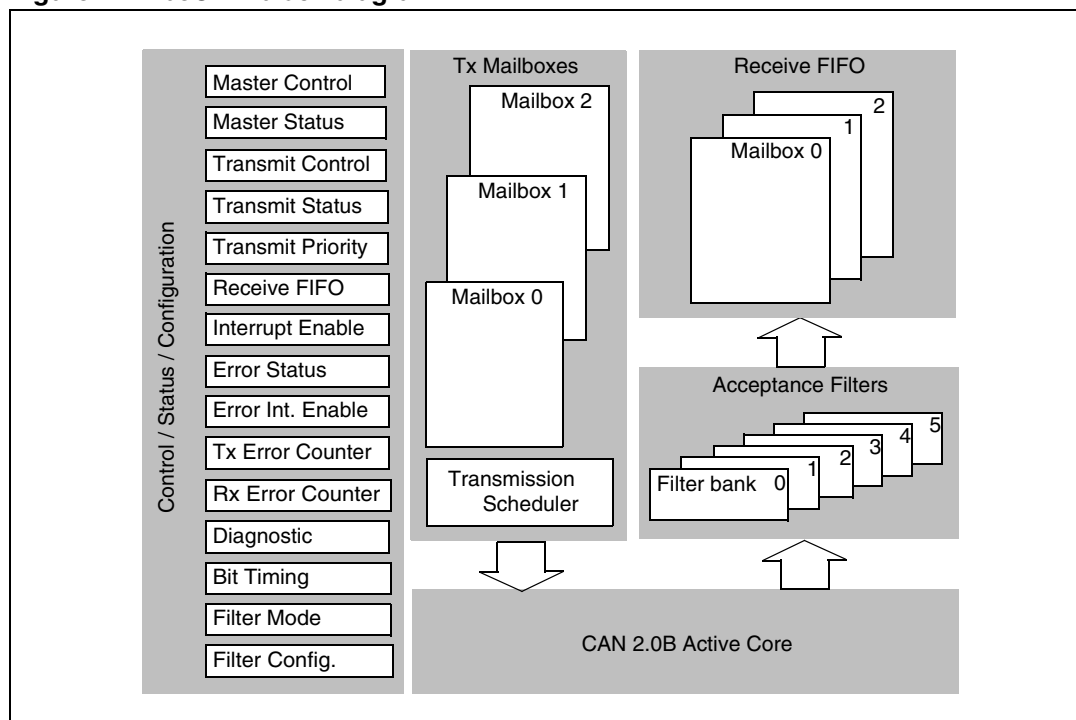 Control / Status / Configuration
Master Control
Master Status
Transmit Control
Transmit Status
Transmit Priority
Receive FIFO
Interrupt Enable
Error Status
Error Int. Enable
Tx Error Counter
Rx Error Counter
Diagnostic
Bit Timing
Filter Mode
Filter Config.
Tx Mailboxes
Mailbox 2
Mailbox 1
Mailbox 0
Transmission
Scheduler
Receive FIFO
2
1
Mailbox 0
Acceptance Filters
5
4
3
2
1
Filter bank 0
CAN 2.0B Active Core